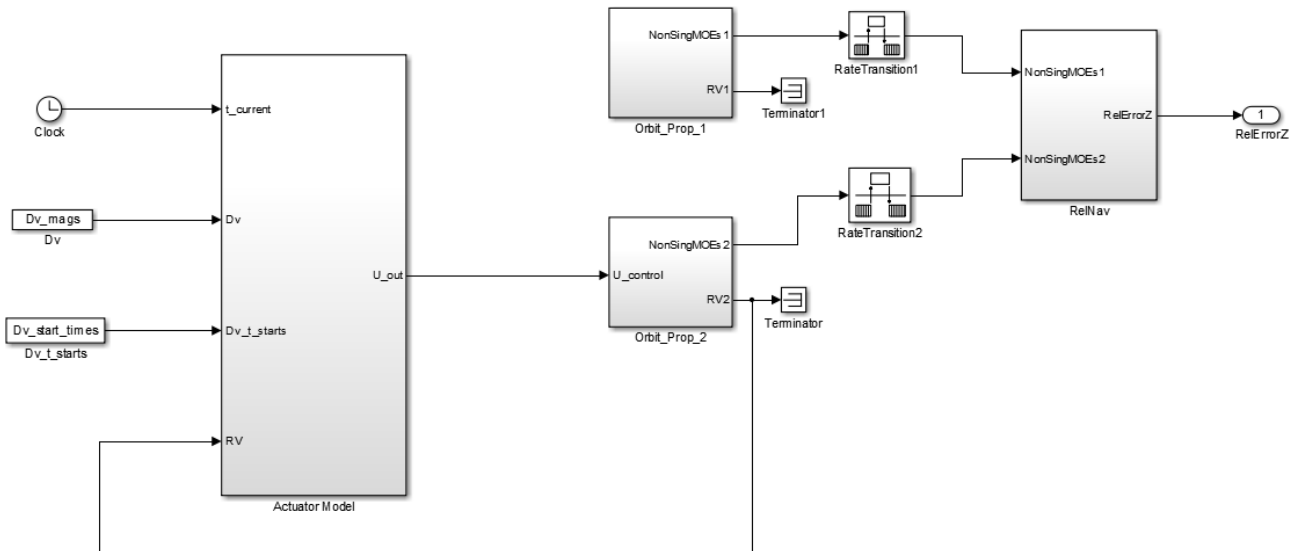 t_current
Clock
Dv_mags
Dv
Dv
Dv_start_times
Dv_t_starts
Dv_t_starts
RV
U_out
Actuator Model
NonSingMOEs 1
RV1
Orbit_Prop_1
Terminator1
RateTransition1
NonSingMOEs 2
U_control
RV2
Orbit_Prop_2
Terminator
RateTransition2
NonSingMOEs1
RelErrorZ
NonSingMOEs2
RelNav
1
RelErrorZ